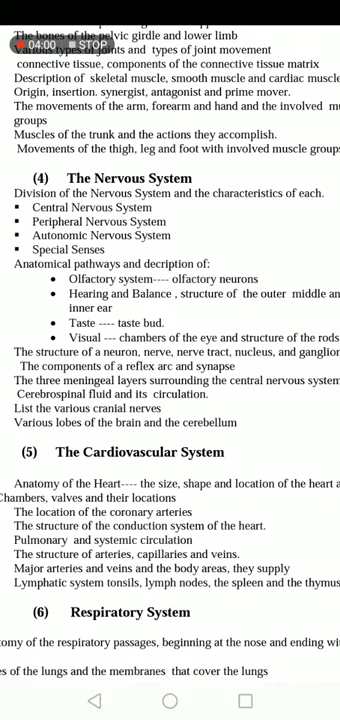 The bones of the pelvic girdle and lower limb
04:00 STOP
Various types of joints and types of joint movement
connective tissue, components of the connective tissue matrix
Description of skeletal muscle, smooth muscle and cardiac muscle
Origin, insertion. synergist, antagonist and prime mover.
The movements of the arm, forearm and hand and the involved mu
groups
Muscles of the trunk and the actions they accomplish.
Movements of the thigh, leg and foot with involved muscle groups
(4) The Nervous System
Division of the Nervous System and the characteristics of each.
▪ Central Nervous System
▪ Peripheral Nervous System
▪ Autonomic Nervous System
▪ Special Senses
Anatomical pathways and decription of:
• Olfactory system---- olfactory neurons
• Hearing and Balance , structure of the outer middle an
inner ear
• Taste ---- taste bud.
• Visual --- chambers of the eye and structure of the rods
The structure of a neuron, nerve, nerve tract, nucleus, and ganglion
The components of a reflex arc and synapse
The three meningeal layers surrounding the central nervous system
Cerebrospinal fluid and its circulation.
List the various cranial nerves
Various lobes of the brain and the cerebellum
(5) The Cardiovascular System
Anatomy of the Heart---- the size, shape and location of the heart a
Chambers, valves and their locations
The location of the coronary arteries
The structure of the conduction system of the heart.
Pulmonary and systemic circulation
The structure of arteries, capillaries and veins.
Major arteries and veins and the body areas, they supply
Lymphatic system tonsils, lymph nodes, the spleen and the thymus
(6) Respiratory System
tomy of the respiratory passages, beginning at the nose and ending wi
es of the lungs and the membranes that cover the lungs